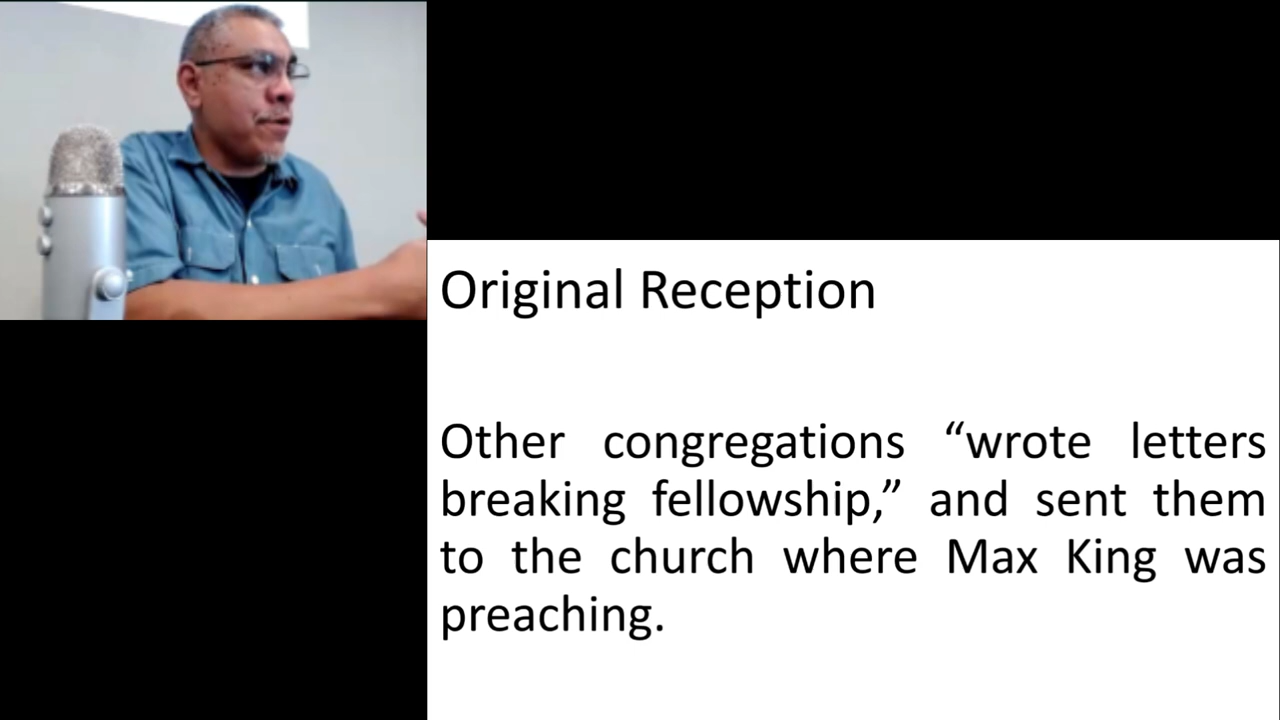 Original Reception
Other congregations “wrote letters
breaking fellowship,” and sent them
to the church where Max King was
preaching.